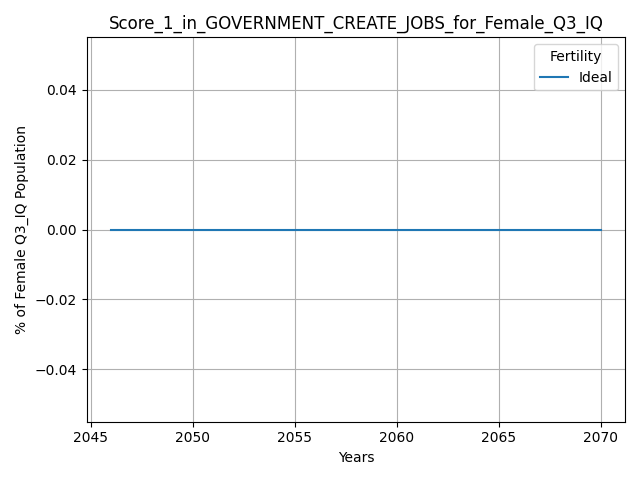 Score_1_in_GOVERNMENT_CREATE_JOBS_for_Female_Q3_IQ
Fertility
Ideal
% of Female Q3_IQ Population
0.04
0.02
0.00
−0.02
−0.04
2045 2050 2055 2060 2065 2070
Years